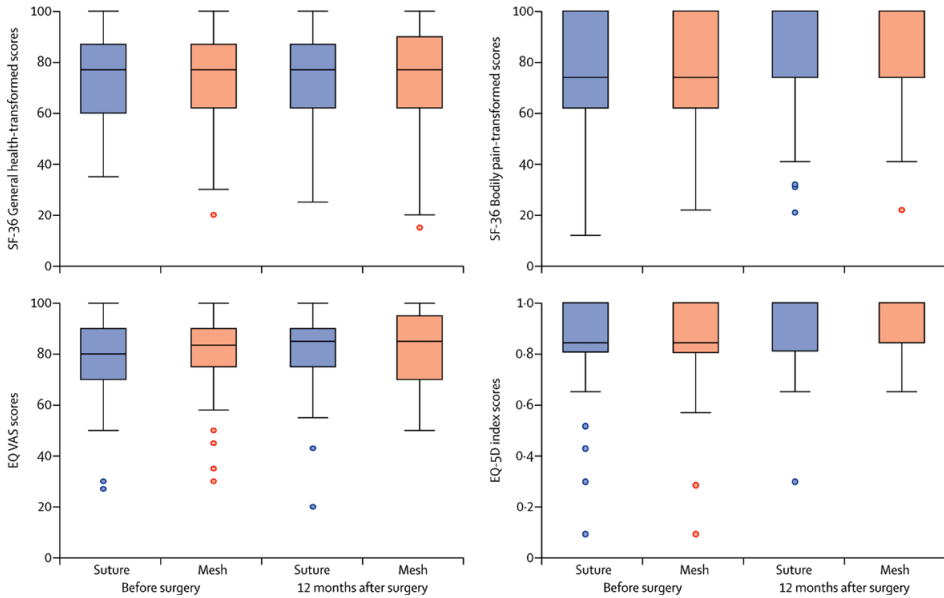 SF-36 General health-transformed scores
100
80
60
40
20
0
SF-36 Bodily pain-transformed scores
100
80
60
40
20
0
EQ VAS scores
100
80
60
40
20
0
Suture
Mesh
Suture
Mesh
Before surgery
12 months after surgery
EQ-5D index scores
1·0
0·8
0·6
0·4
0·2
0
Suture
Mesh
Suture
Mesh
Before surgery
12 months after surgery